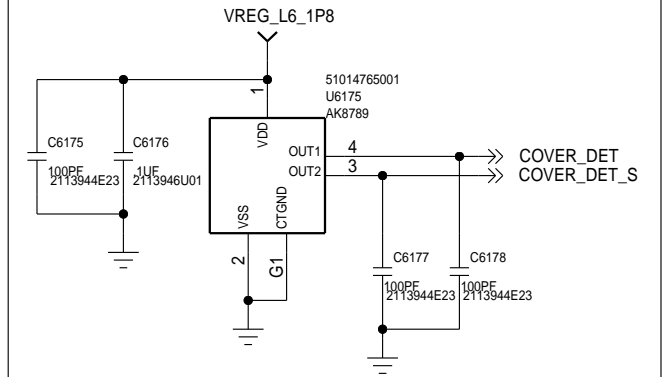 VREG_L6_1P8
51014765001
U6175
AK8789
1
VDD
C6175
100PF
2113944E23
C6176
.1UF
2113946U01
OUT1
4
COVER_DET
OUT2
3
COVER_DET_S
VSS
CTGND
2
G1
C6177
100PF
2113944E23
C6178
100PF
2113944E23